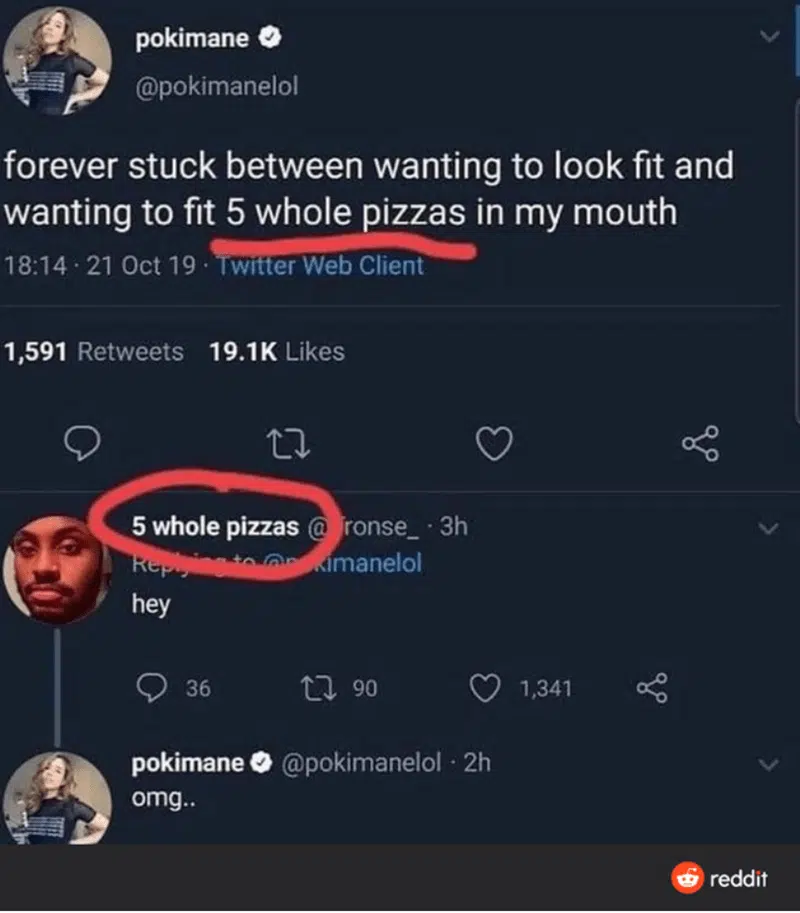 pokimane
@pokimanelol
forever stuck between wanting to look fit and
wanting to fit 5 whole pizzas in my mouth
18:14 · 21 Oct 19 · Twitter Web Client
1,591 Retweets 19.1K Likes
5 whole pizzas @ ronse_ · 3h
@pokimanelol
hey
36 90 1,341
pokimane @pokimanelol · 2h
omg..
reddit